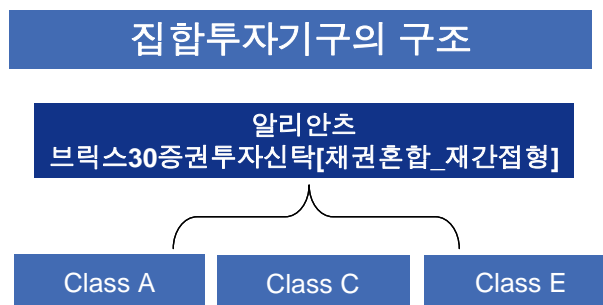 집합투자기구의 구조
알리안츠
브릭스30증권투자신탁[채권혼합_재간접형]
Class A
Class C
Class E